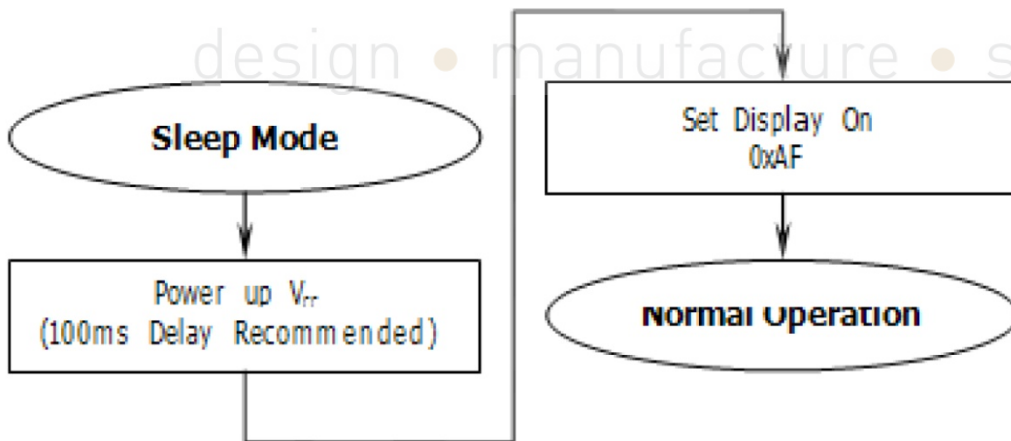 design • manufacture • s
Sleep Mode
Power up
(100ms Delay Recommended)
Set Display On
0xAF
Normal Operation